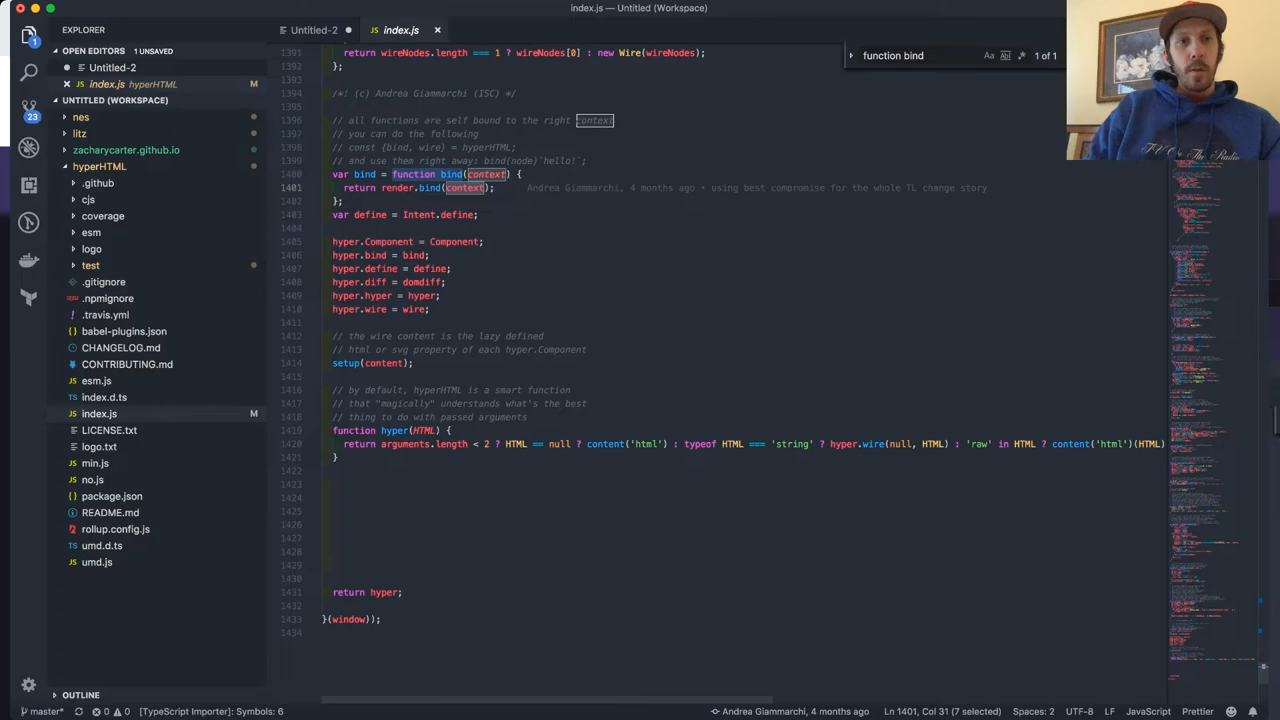 index.js — Untitled (Workspace)
EXPLORER
Untitled-2
index.js
OPEN EDITORS 1 UNSAVED
Untitled-2
index.js hyperHTML M
UNTITLED (WORKSPACE)
nes
litz
zacharycarter.github.io
hyperHTML
.github
cjs
coverage
esm
logo
test
.gitignore
.npmignore
.travis.yml
babel-plugins.json
CHANGELOG.md
CONTRIBUTING.md
esm.js
index.d.ts
index.js M
LICENSE.txt
logo.txt
min.js
no.js
package.json
README.md
rollup.config.js
umd.d.ts
umd.js
OUTLINE
1
23
function bind
Aa Abl .* 1 of 1
1391 return wireNodes.length === 1 ? wireNodes[0] : new Wire(wireNodes);
1392 };
1393
1394 /*! (c) Andrea Giammarchi (ISC) */
1395
1396 // all functions are self bound to the right context
1397 // you can do the following
1398 // const {bind, wire} = hyperHTML;
1399 // and use them right away: bind(node)`hello!`;
1400 var bind = function bind(context) {
1401 return render.bind(context); Andrea Giammarchi, 4 months ago • using best compromise for the whole TL change story
1402 };
1403 var define = Intent.define;
1404
1405 hyper.Component = Component;
1406 hyper.bind = bind;
1407 hyper.define = define;
1408 hyper.diff = domdiff;
1409 hyper.hyper = hyper;
1410 hyper.wire = wire;
1411
1412 // the wire content is the lazy defined
1413 // html or svg property of each hyper.Component
1414 setup(content);
1415
1416 // by default, hyperHTML is a smart function
1417 // that "magically" understands what's the best
1418 // thing to do with passed arguments
1419 function hyper(HTML) {
1420 return arguments.length < 2 ? HTML == null ? content('html') : typeof HTML === 'string' ? hyper.wire(null, HTML) : 'raw' in HTML ? content('html')(HTML)
1421 }
1422
1423
1424
1425
1426
1427
1428
1429
1430
1431 return hyper;
1432
1433 }(window));
1434
master* 0 0 [TypeScript Importer]: Symbols: 6
Andrea Giammarchi, 4 months ago Ln 1401, Col 31 (7 selected) Spaces: 2 UTF-8 LF JavaScript Prettier